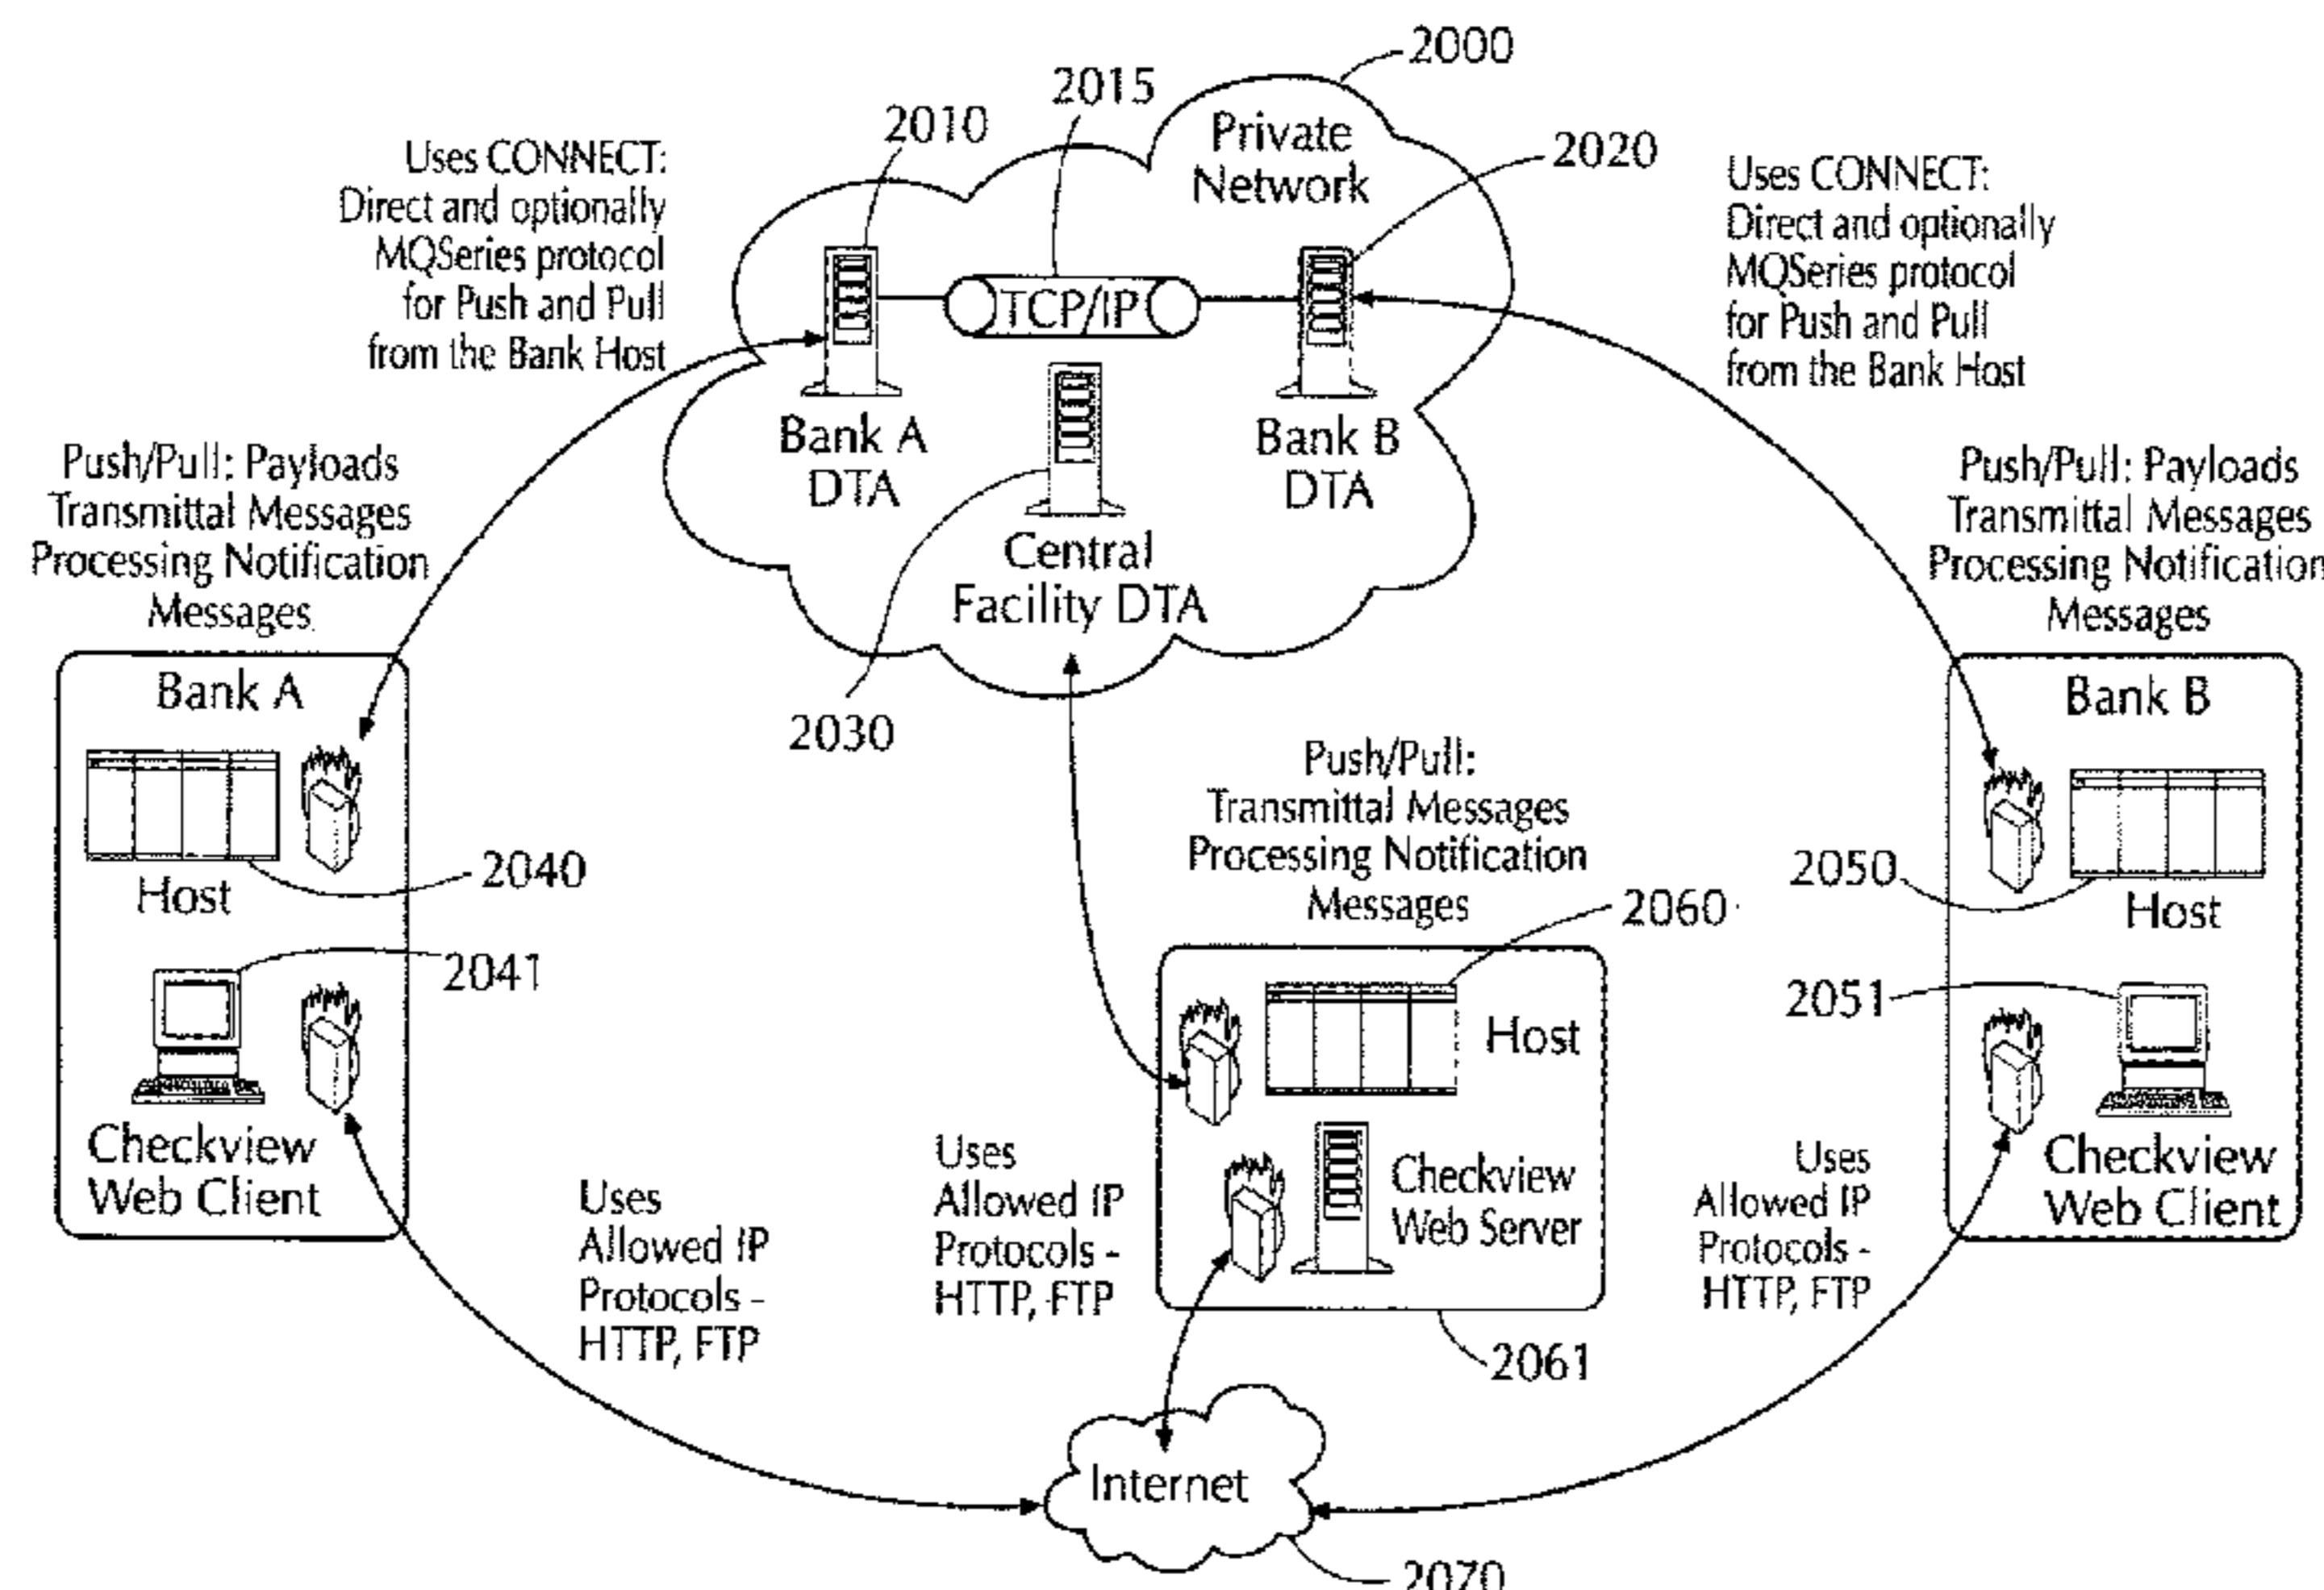 2000
2015
2010
Private
Network
2020
Uses CONNECT:
Direct and optionally
MQSeries protocol
for Push and Pull
from the Bank Host
Uses CONNECT:
Direct and optionally
MQSeries protocol
for Push and Pull
from the Bank Host
TCP/IP
Bank A
DTA
Bank B
DTA
Central
Facility DTA
2030
Push/Pull: Payloads
Transmittal Messages
Processing Notification
Messages
Push/Pull: Payloads
Transmittal Messages
Processing Notification
Messages
Bank A
Host
2040
2041
Checkview
Web Client
Push/Pull:
Transmittal Messages
Processing Notification
Messages
2060
Host
Checkview
Web Server
2061
Bank B
2050
Host
2051
Checkview
Web Client
Uses
Allowed IP
Protocols -
HTTP, FTP
Uses
Allowed IP
Protocols -
HTTP, FTP
Uses
Allowed IP
Protocols -
HTTP, FTP
Internet
2070